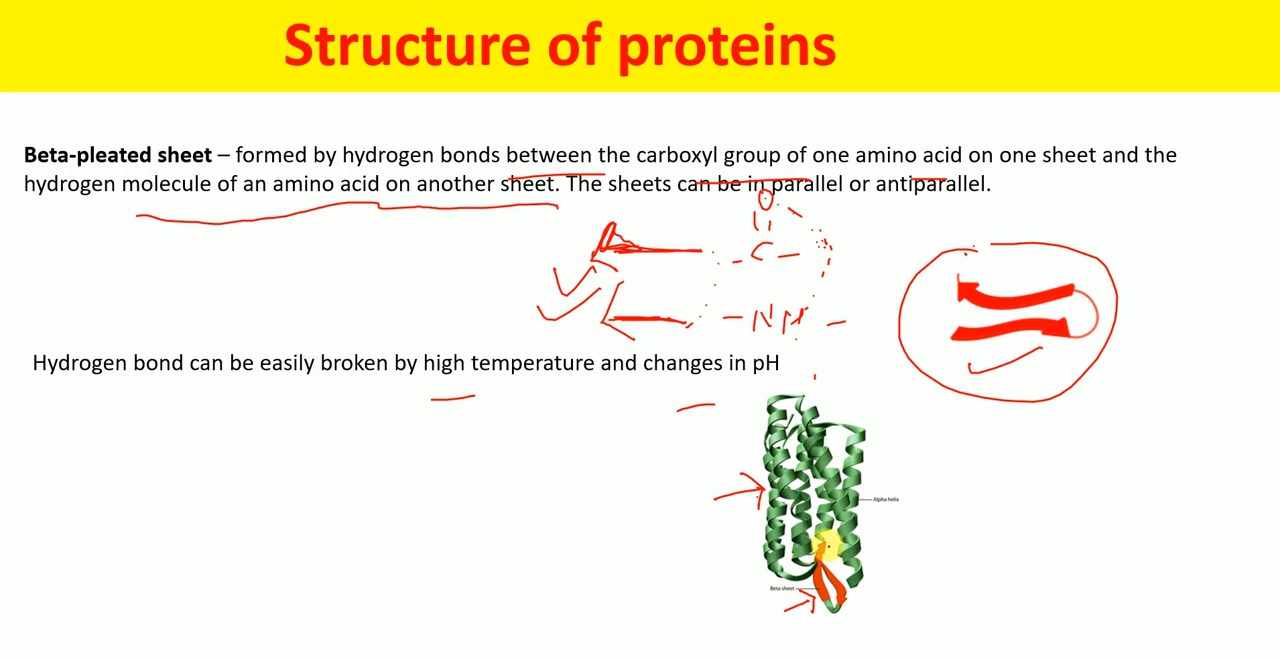 Structure of proteins
Beta-pleated sheet – formed by hydrogen bonds between the carboxyl group of one amino acid on one sheet and the
hydrogen molecule of an amino acid on another sheet. The sheets can be in parallel or antiparallel.
O
C
NH
Hydrogen bond can be easily broken by high temperature and changes in pH
Alpha helix
Beta sheet